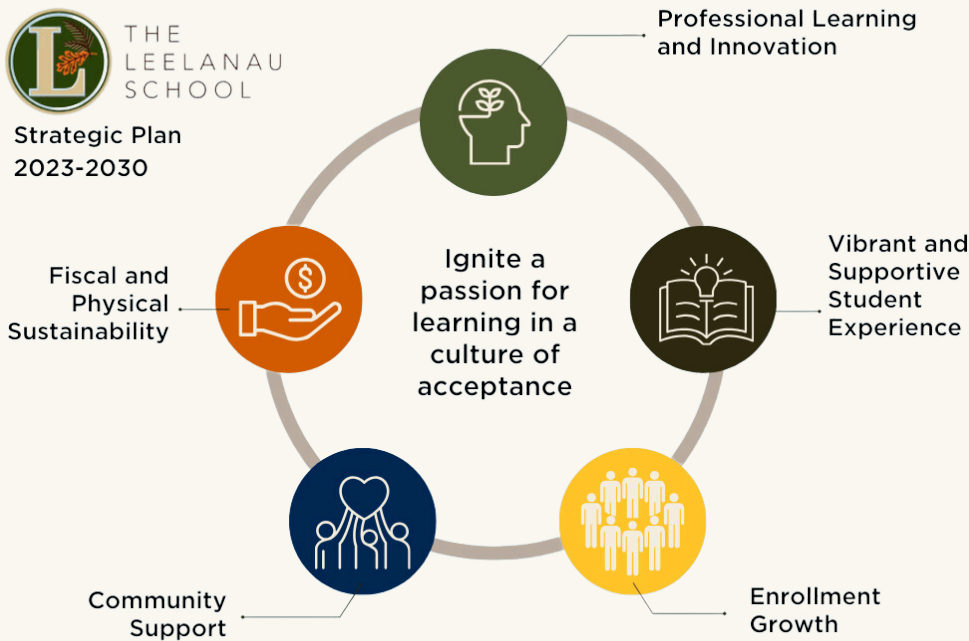 L
THE
LEELANAU
SCHOOL
Strategic Plan
2023-2030
Professional Learning
and Innovation
Vibrant and
Supportive
Student
Experience
Enrollment
Growth
Community
Support
Fiscal and
Physical
Sustainability
$
Ignite a
passion for
learning in a
culture of
acceptance